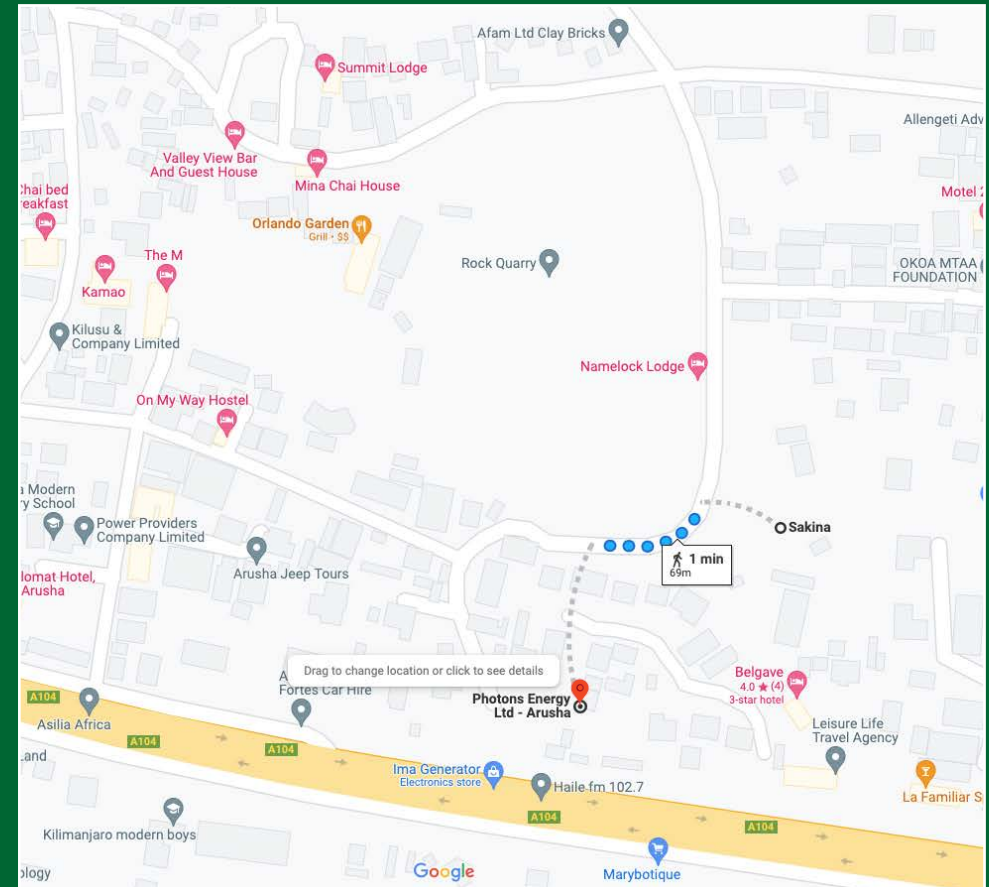 Afam Ltd Clay Bricks
Summit Lodge
Allengeti Adv
Valley View Bar
And Guest House
Mina Chai House
Chai bed
reakfast
Motel 2
Orlando Garden
Grill • $$
The M
Rock Quarry
OKOA MTAA
FOUNDATION
Kamao
Kilusu &
Company Limited
Namelock Lodge
On My Way Hostel
a Modern
ry School
Power Providers
Company Limited
Sakina
1 min
69m
Arusha Jeep Tours
lomat Hotel,
Arusha
Drag to change location or click to see details
A
Fortes Car Hire
Belgave
4.0 ★ (4)
3-star hotel
Photons Energy
Ltd - Arusha
A104
Asilia Africa
Leisure Life
Travel Agency
A104
A104
Land
Ima Generator
Electronics store
Haile fm 102.7
La Familiar S
A104
A104
Kilimanjaro modern boys
ology
Google
Marybotique